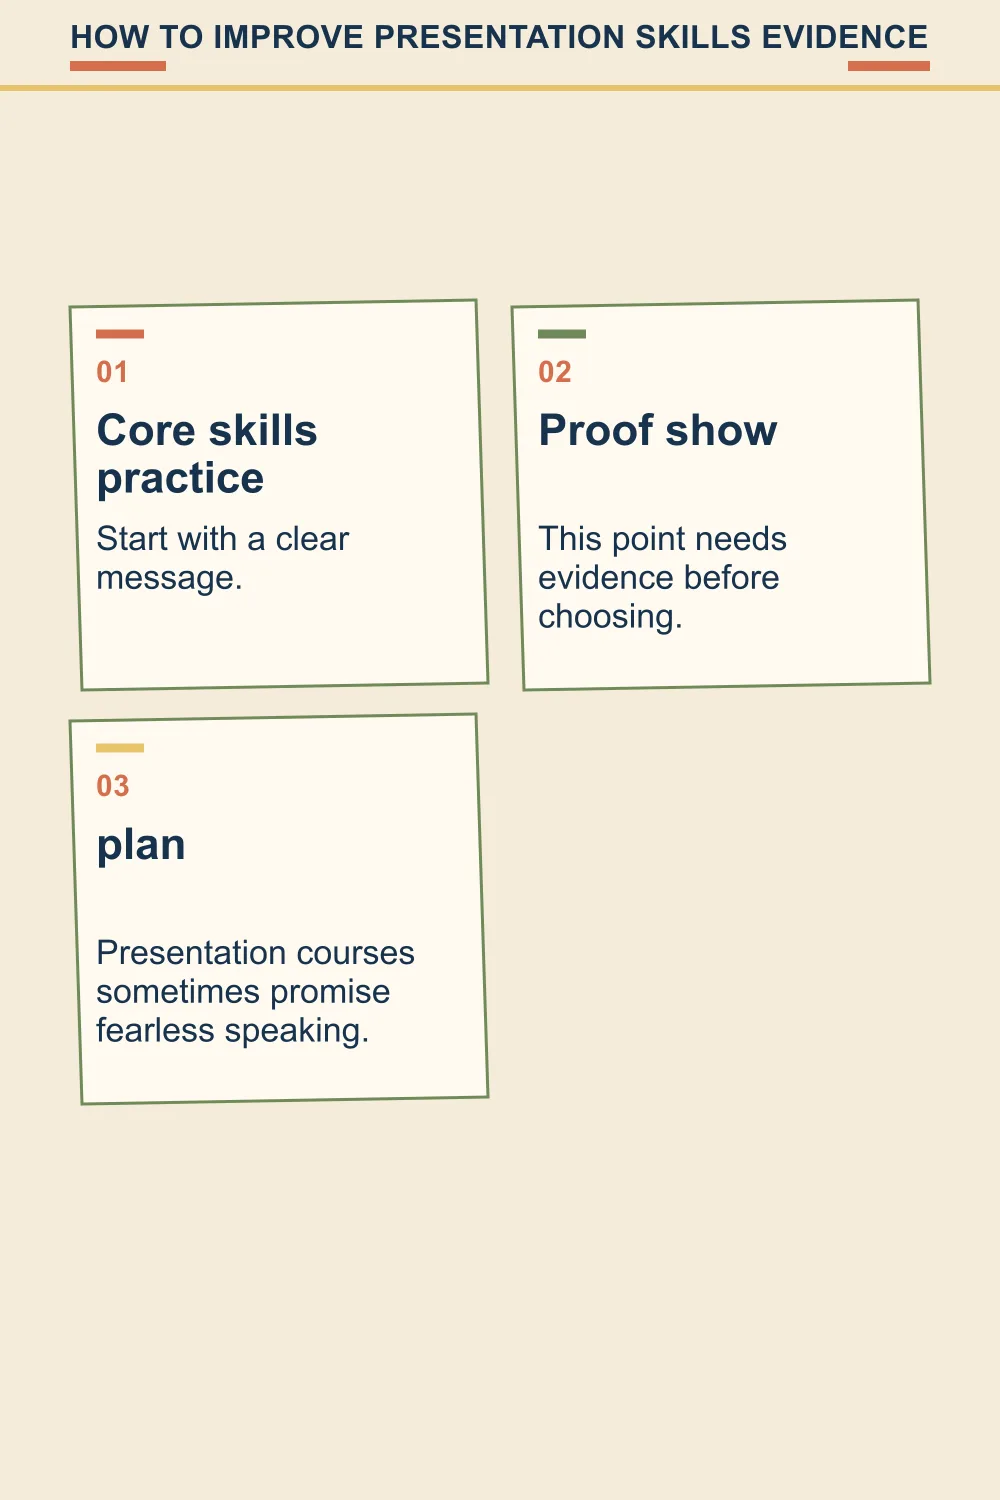 HOW TO IMPROVE PRESENTATION SKILLS EVIDENCE
01
Core skills
practice
Start with a clear
message.
02
Proof show
This point needs
evidence before
choosing.
03
plan
Presentation courses
sometimes promise
fearless speaking.